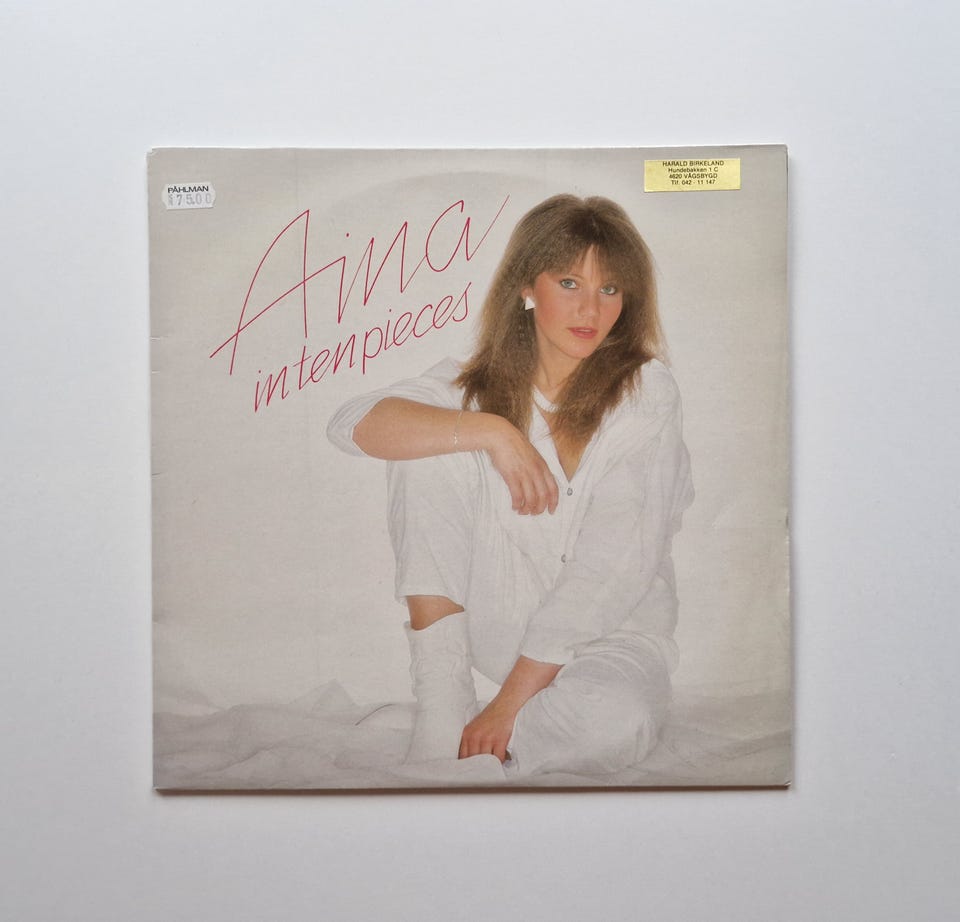 PÅHLMAN
75.00
Aina
in ten pieces
HARALD BIRKELAND
Hundebakken 1 C
4620 VÅGSBYGD
Tlf. 042 - 11 147